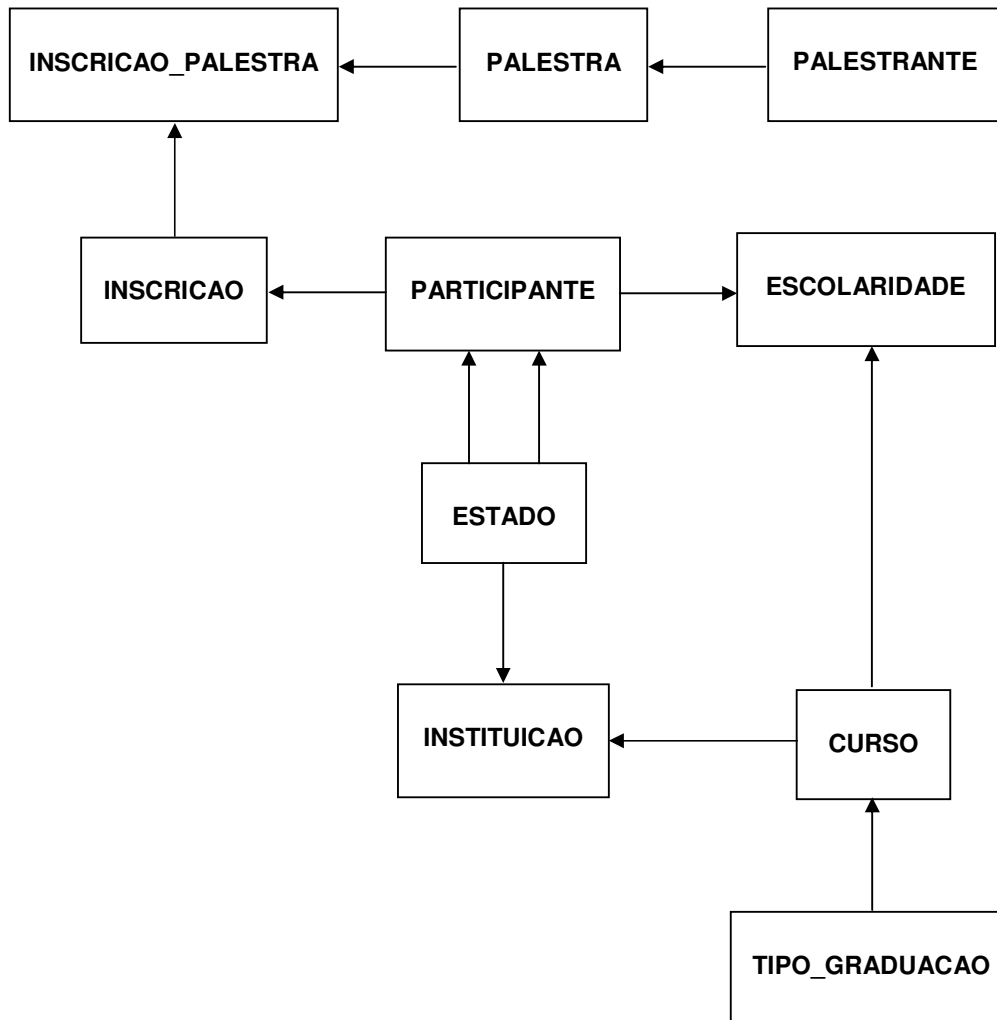 INSCRICAO_PALESTRA
PALESTRA
PALESTRANTE
INSCRICAO
PARTICIPANTE
ESCOLARIDADE
ESTADO
INSTITUICAO
CURSO
TIPO_GRADUACAO